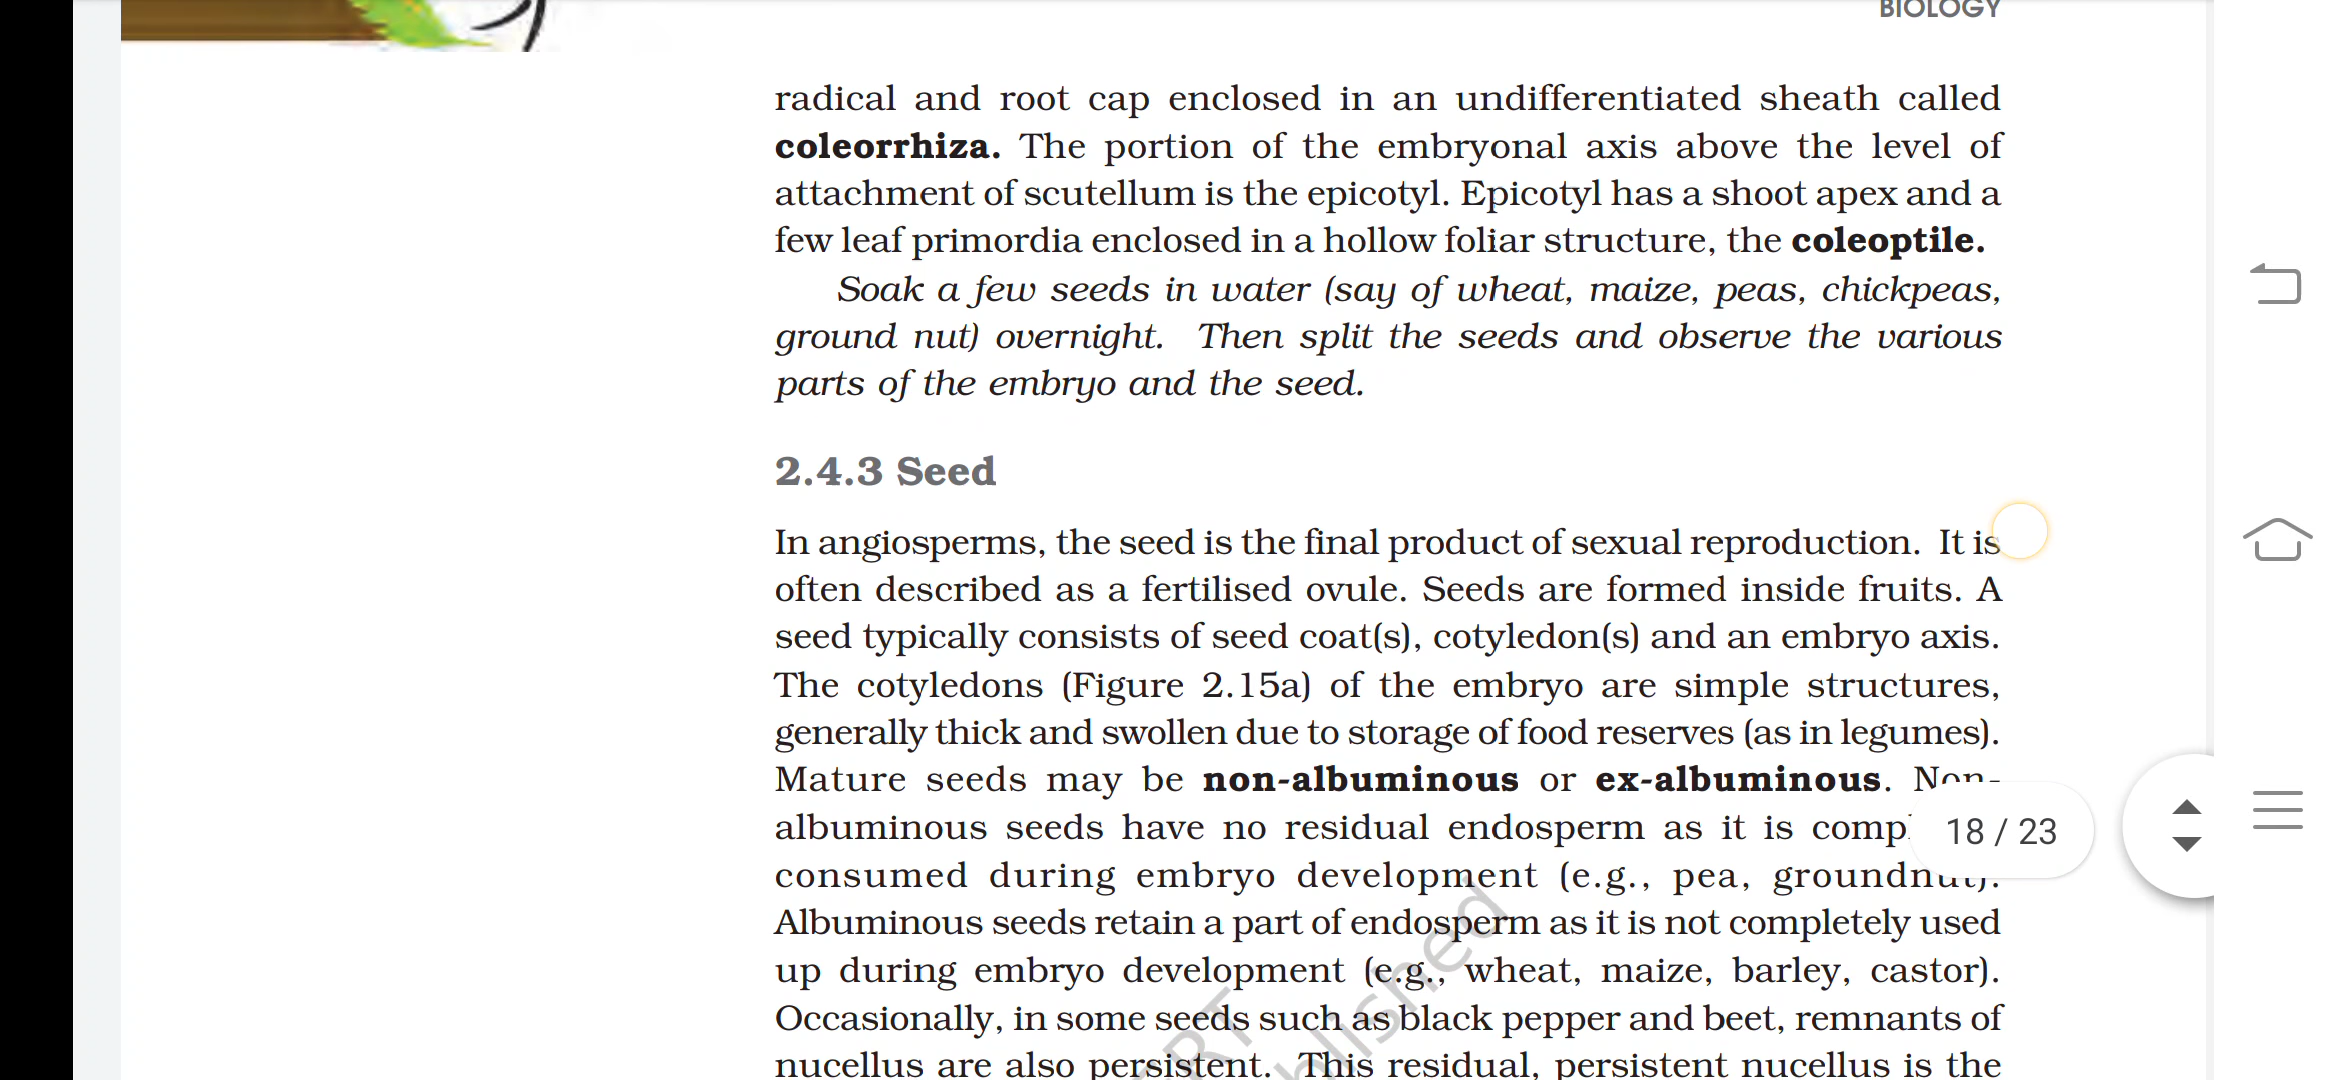 BIOLOGY
radical and root cap enclosed in an undifferentiated sheath called
coleorrhiza. The portion of the embryonal axis above the level of
attachment of scutellum is the epicotyl. Epicotyl has a shoot apex and a
few leaf primordia enclosed in a hollow foliar structure, the coleoptile.
Soak a few seeds in water (say of wheat, maize, peas, chickpeas,
ground nut) overnight. Then split the seeds and observe the various
parts of the embryo and the seed.
2.4.3 Seed
In angiosperms, the seed is the final product of sexual reproduction. It is
often described as a fertilised ovule. Seeds are formed inside fruits. A
seed typically consists of seed coat(s), cotyledon(s) and an embryo axis.
The cotyledons (Figure 2.15a) of the embryo are simple structures,
generally thick and swollen due to storage of food reserves (as in legumes).
Mature seeds may be non-albuminous or ex-albuminous. Non-
albuminous seeds have no residual endosperm as it is comp
18 / 23
consumed during embryo development (e.g., pea, groundnut).
Albuminous seeds retain a part of endosperm as it is not completely used
up during embryo development (e.g., wheat, maize, barley, castor).
Occasionally, in some seeds such as black pepper and beet, remnants of
nucellus are also persistent. This residual, persistent nucellus is the